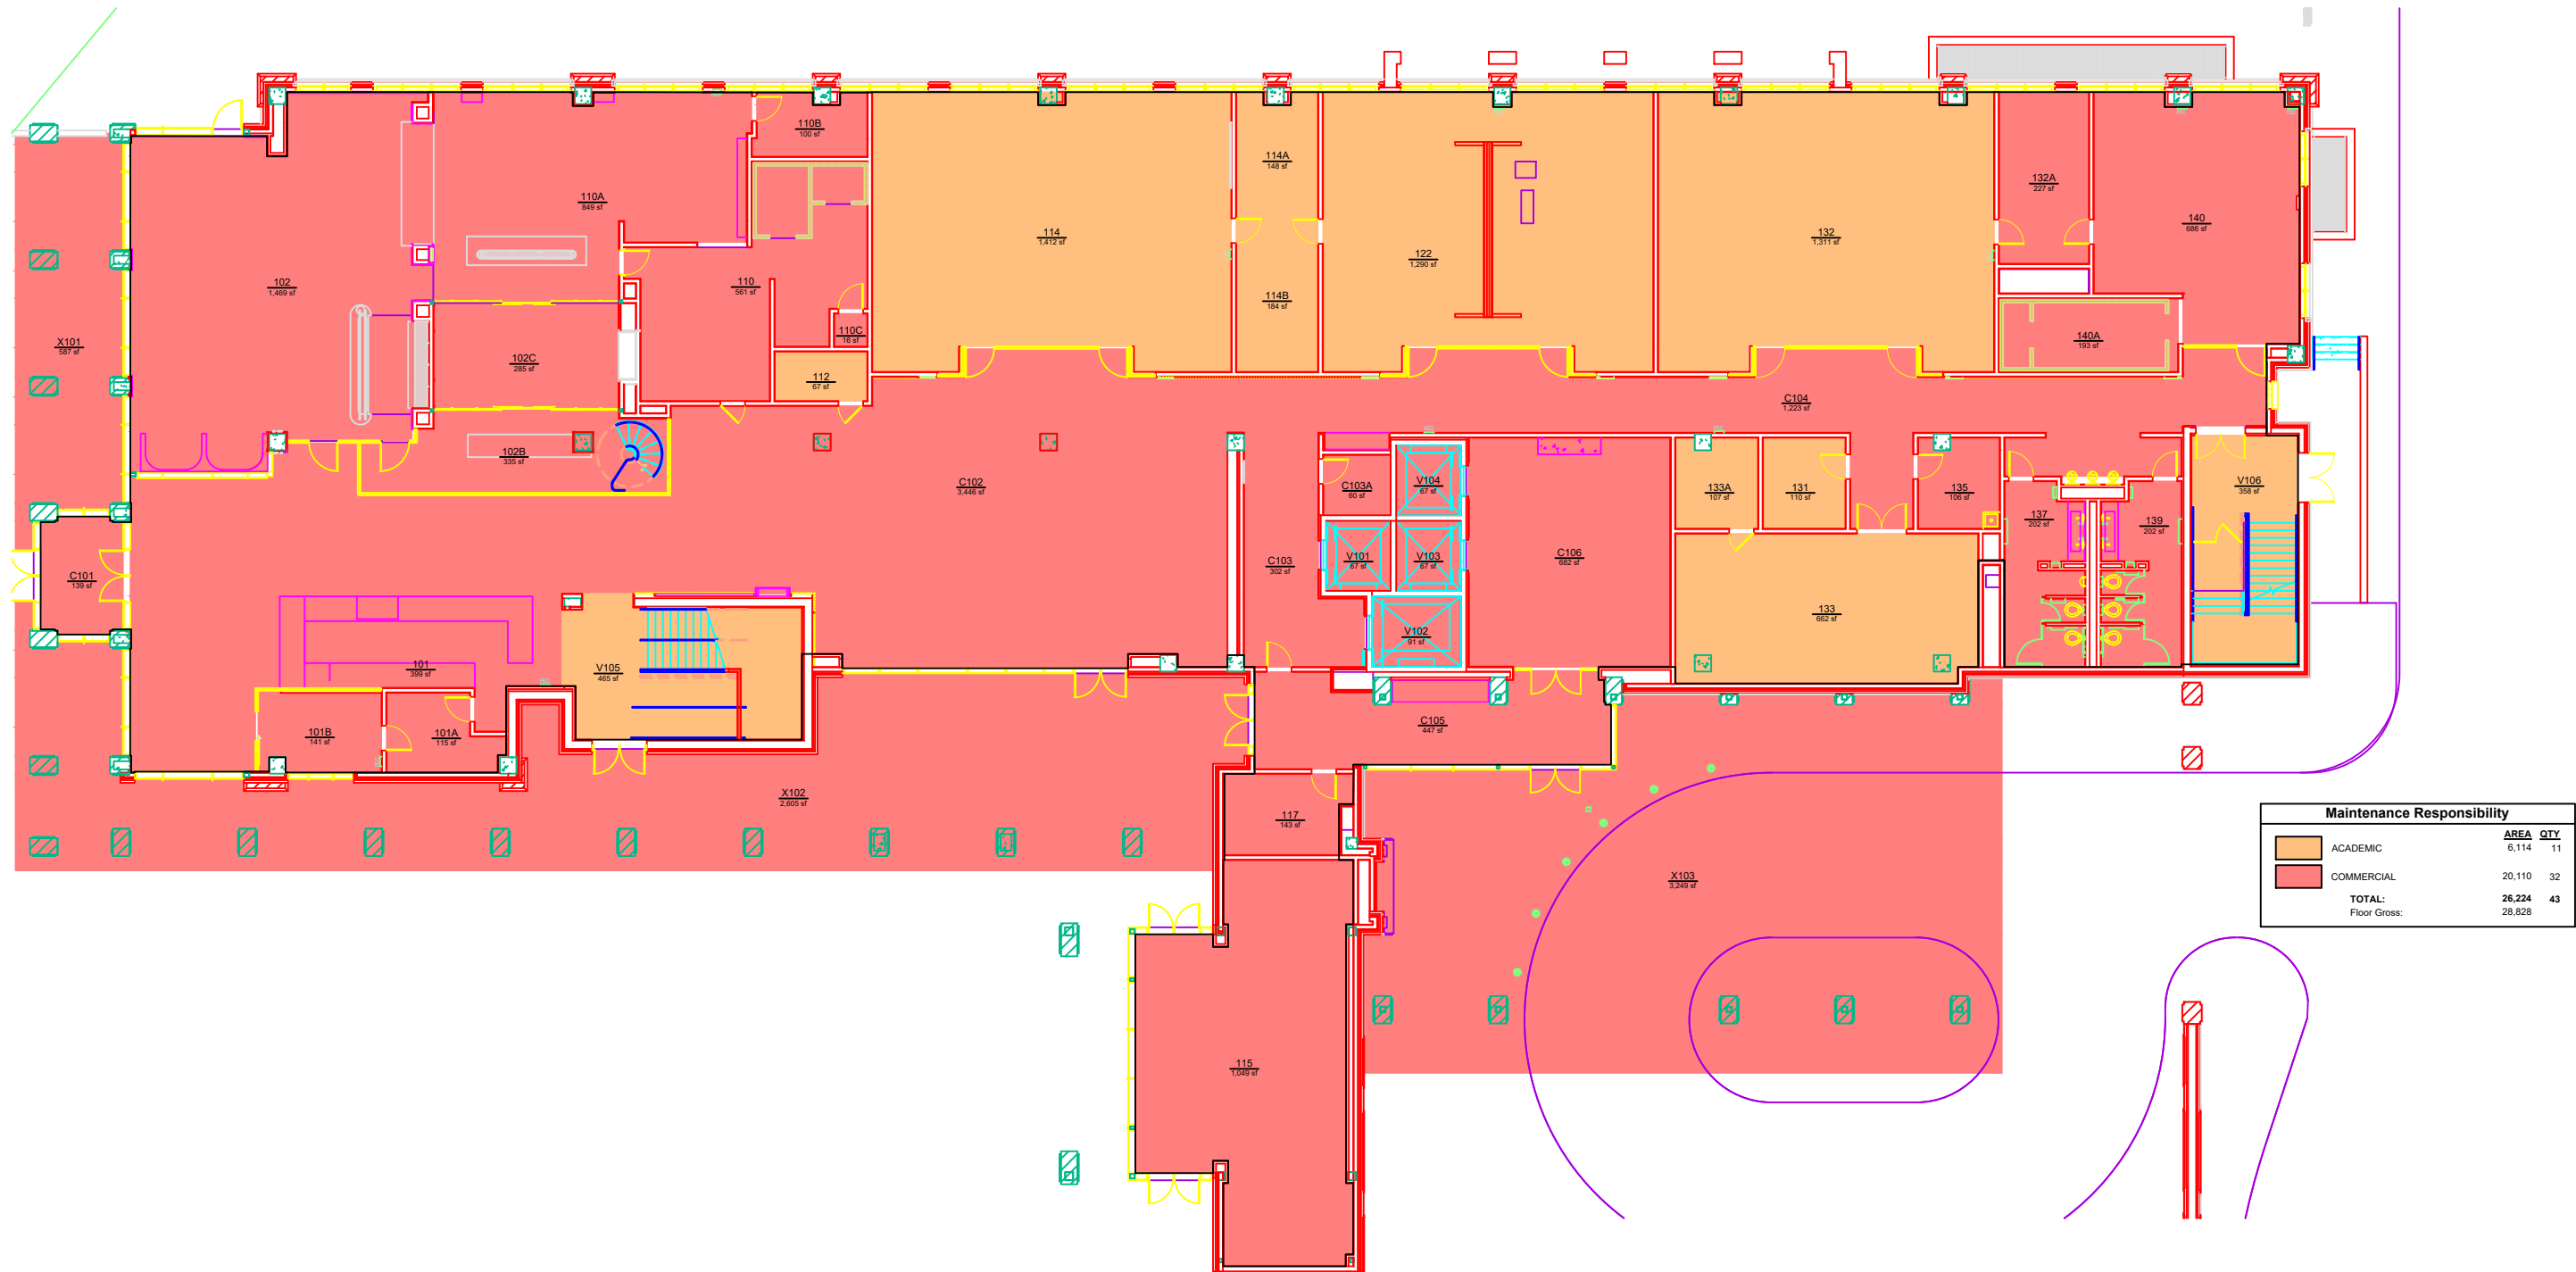 110B
100 sf
114A
148 sf
132A
227 sf
110A
849 sf
140
686 sf
114
1,412 sf
132
1,311 sf
122
1,290 sf
102
1,469 sf
110
561 sf
114B
184 sf
110C
16 sf
140A
193 sf
X101
587 sf
102C
285 sf
112
67 sf
C104
1,223 sf
102B
335 sf
C102
3,446 sf
C103A
60 sf
V104
67 sf
133A
107 sf
131
110 sf
135
106 sf
V106
358 sf
137
202 sf
139
202 sf
C101
139 sf
C103
302 sf
V101
67 sf
V103
67 sf
C106
682 sf
133
662 sf
V102
91 sf
101
399 sf
V105
465 sf
C105
447 sf
101B
141 sf
101A
115 sf
X102
2,605 sf
117
143 sf
X103
3,249 sf
115
1,049 sf
Maintenance Responsibility
AREA QTY
ACADEMIC 6,114 11
COMMERCIAL 20,110 32
TOTAL: 26,224 43
Floor Gross: 28,828